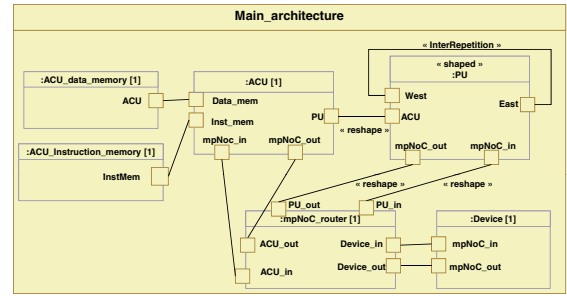 Main_architecture
« InterRepetition »
« shaped »
:PU
:ACU_data_memory [1]
:ACU [1]
ACU
Data_mem
West
East
Inst_mem
PU
ACU
« reshape »
mpNoc_in
mpNoC_out
mpNoC_out
mpNoC_in
:ACU_Instruction_memory [1]
InstMem
« reshape »
« reshape »
PU_out
PU_in
:mpNoC_router [1]
:Device [1]
ACU_out
Device_in
mpNoC_in
ACU_in
Device_out
mpNoC_out